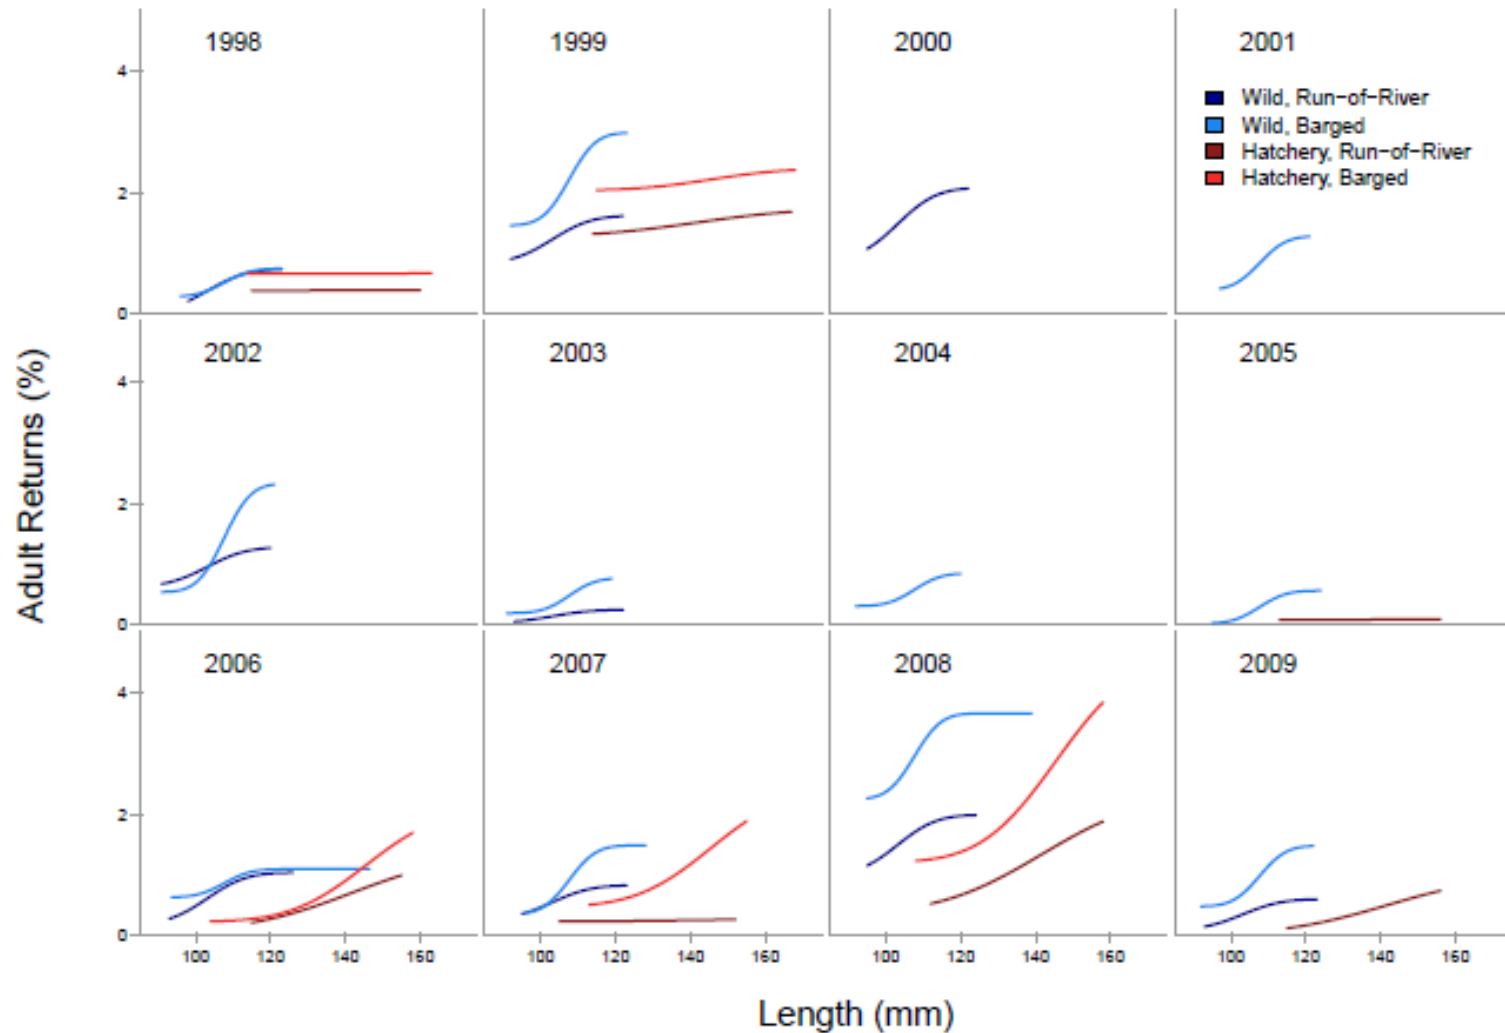 1998
1999
2000
2001
4
2
0
Wild, Run-of-River
Wild, Barged
Hatchery, Run-of-River
Hatchery, Barged
2002
2003
2004
2005
4
2
0
Adult Returns (%)
2006
2007
2008
2009
4
2
0
100 120 140 160
100 120 140 160
100 120 140 160
100 120 140 160
Length (mm)